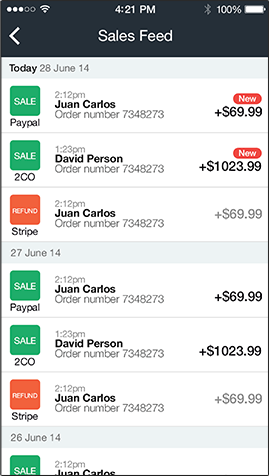 4:21 PM 100%
Sales Feed
Today 28 June 14
SALE
Paypal
2:12pm
Juan Carlos
Order number 7348273
New
+$69.99
SALE
2CO
1:23pm
David Person
Order number 7348273
New
+$1023.99
REFUND
Stripe
2:12pm
Juan Carlos
Order number 7348273
+$69.99
27 June 14
SALE
Paypal
2:12pm
Juan Carlos
Order number 7348273
+$69.99
SALE
2CO
1:23pm
David Person
Order number 7348273
+$1023.99
REFUND
Stripe
2:12pm
Juan Carlos
Order number 7348273
+$69.99
26 June 14
SALE
2:12pm
Juan Carlos